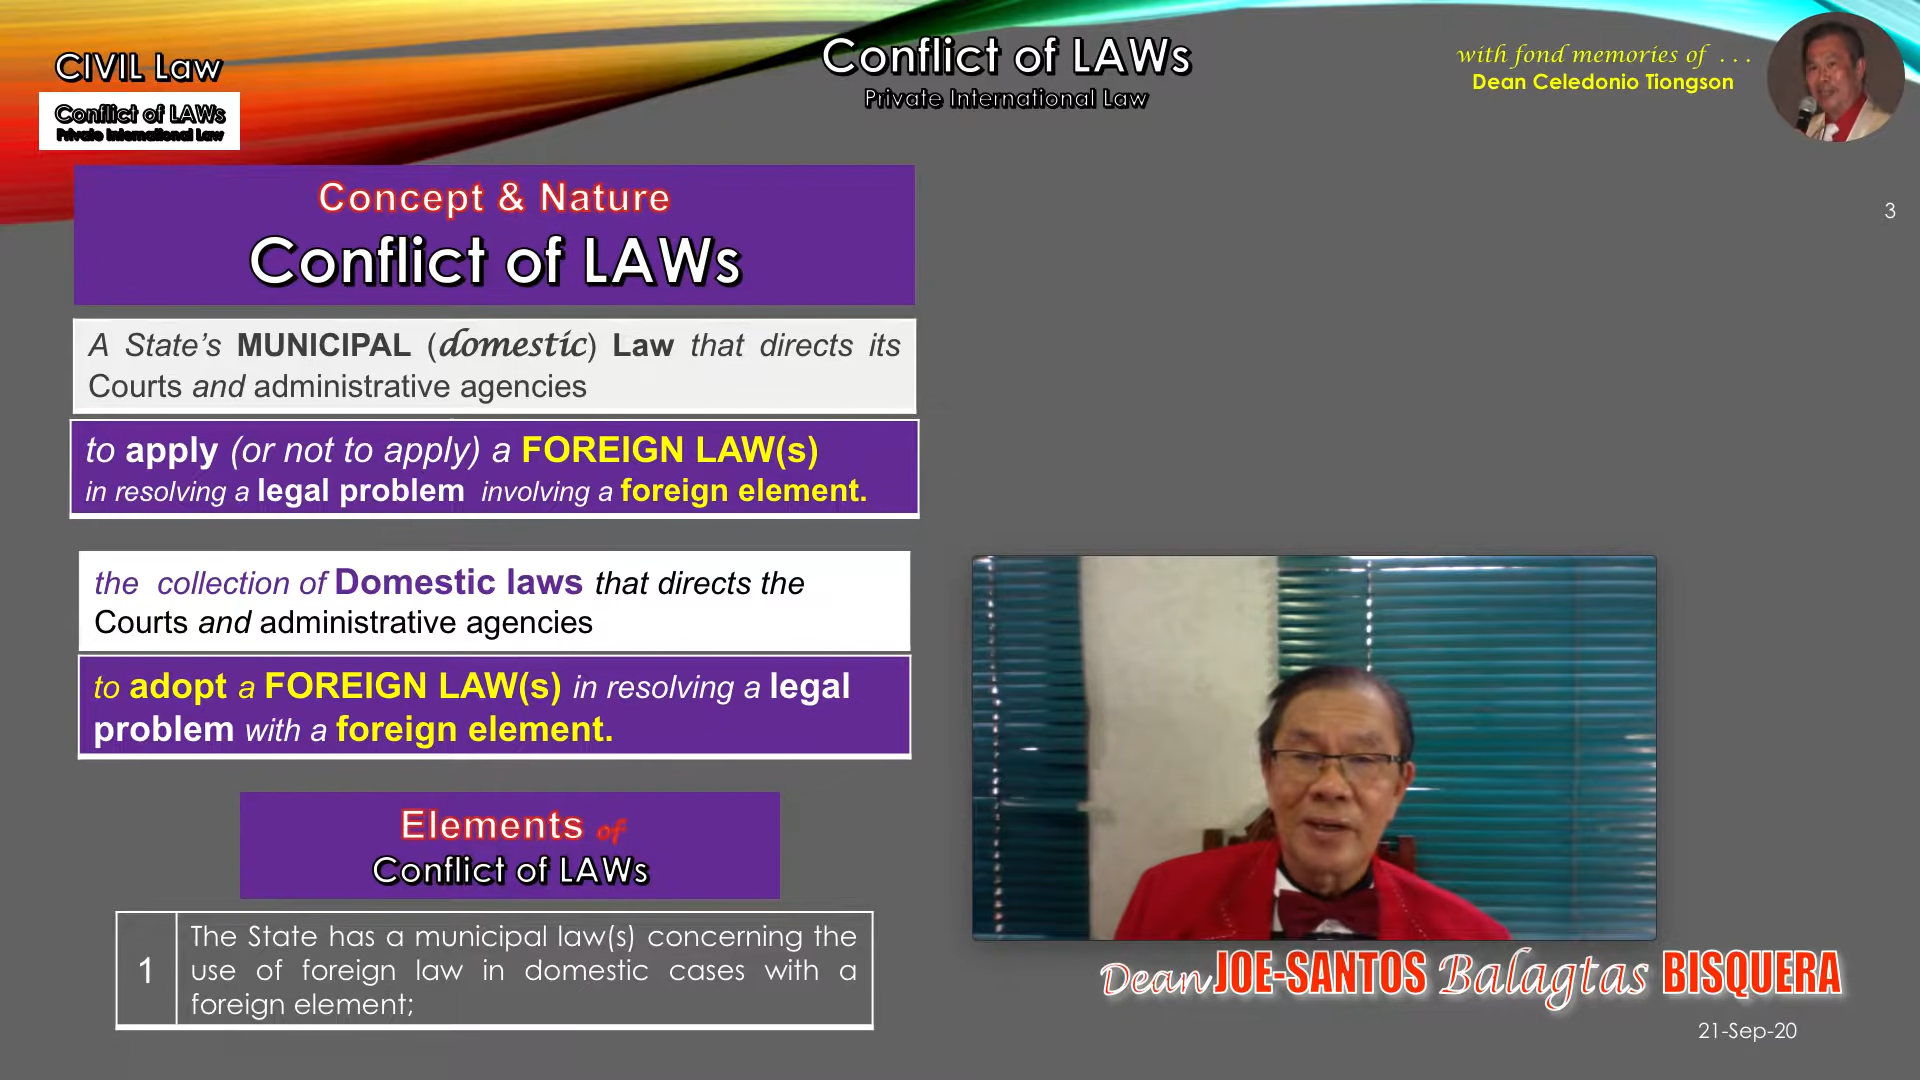 CIVIL Law
Conflict of LAWs
Private International Law
Conflict of LAWs
Private International Law
with fond memories of . . .
Dean Celedonio Tiongson
3
Concept & Nature
Conflict of LAWs
A State’s MUNICIPAL (domestic) Law that directs its
Courts and administrative agencies
to apply (or not to apply) a FOREIGN LAW(s)
in resolving a legal problem involving a foreign element.
the collection of Domestic laws that directs the
Courts and administrative agencies
to adopt a FOREIGN LAW(s) in resolving a legal
problem with a foreign element.
Elements of
Conflict of LAWs
1
The State has a municipal law(s) concerning the
use of foreign law in domestic cases with a
foreign element;
Dean JOE-SANTOS Balagtas BISQUERA
21-Sep-20